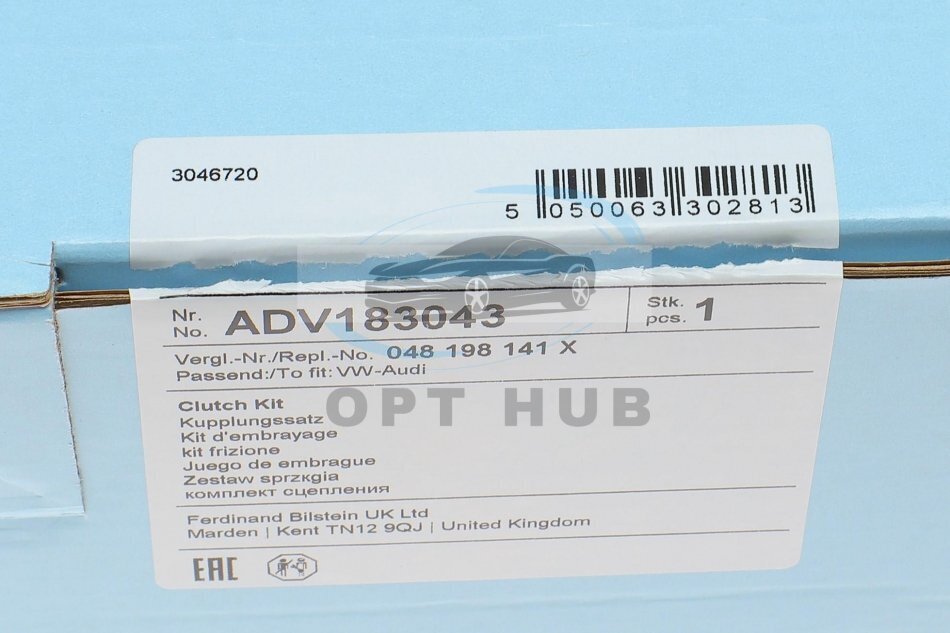 3046720
5 050063 302813
Nr.
No. ADV183043
Stk.
pcs. 1
Vergl.-Nr./Repl.-No. 048 198 141 X
Passend:/To fit: VW-Audi
OPT HUB
Clutch Kit
Kupplungssatz
Kit d'embrayage
kit frizione
Juego de embrague
Zestaw sprzкgia
комплект сцепления
Ferdinand Bilstein UK Ltd
Marden | Kent TN12 9QJ | United Kingdom
EAC